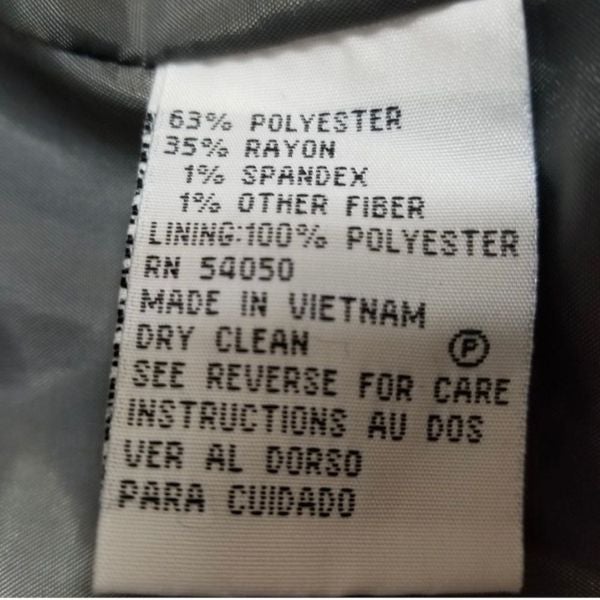 63% POLYESTER
35% RAYON
1% SPANDEX
1% OTHER FIBER
LINING:100% POLYESTER
RN 54050
MADE IN VIETNAM
DRY CLEAN Ⓟ
SEE REVERSE FOR CARE
INSTRUCTIONS AU DOS
VER AL DORSO
PARA CUIDADO